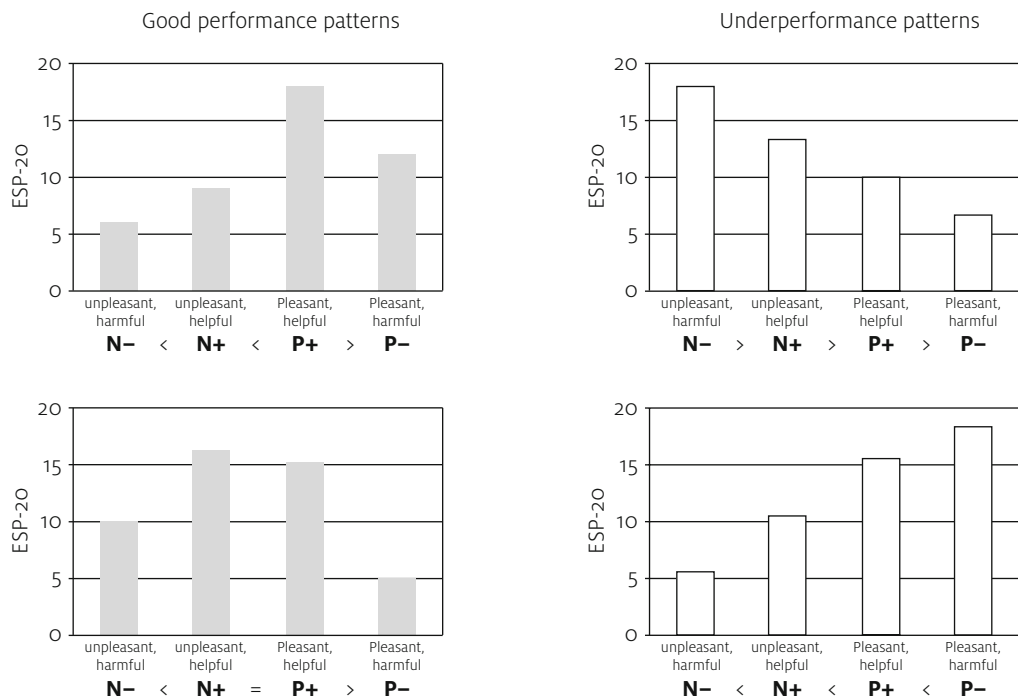 Good performance patterns
20
15
10
5
0
ESP-20
unpleasant, unpleasant, Pleasant, Pleasant,
harmful helpful helpful harmful
N– < N+ < P+ > P–
Underperformance patterns
20
15
10
5
0
ESP-20
unpleasant, unpleasant, Pleasant, Pleasant,
harmful helpful helpful harmful
N– > N+ > P+ > P–
20
15
10
5
0
ESP-20
unpleasant, unpleasant, Pleasant, Pleasant,
harmful helpful helpful harmful
N– < N+ = P+ > P–
20
15
10
5
0
ESP-20
unpleasant, unpleasant, Pleasant, Pleasant,
harmful helpful helpful harmful
N– < N+ < P+ < P–